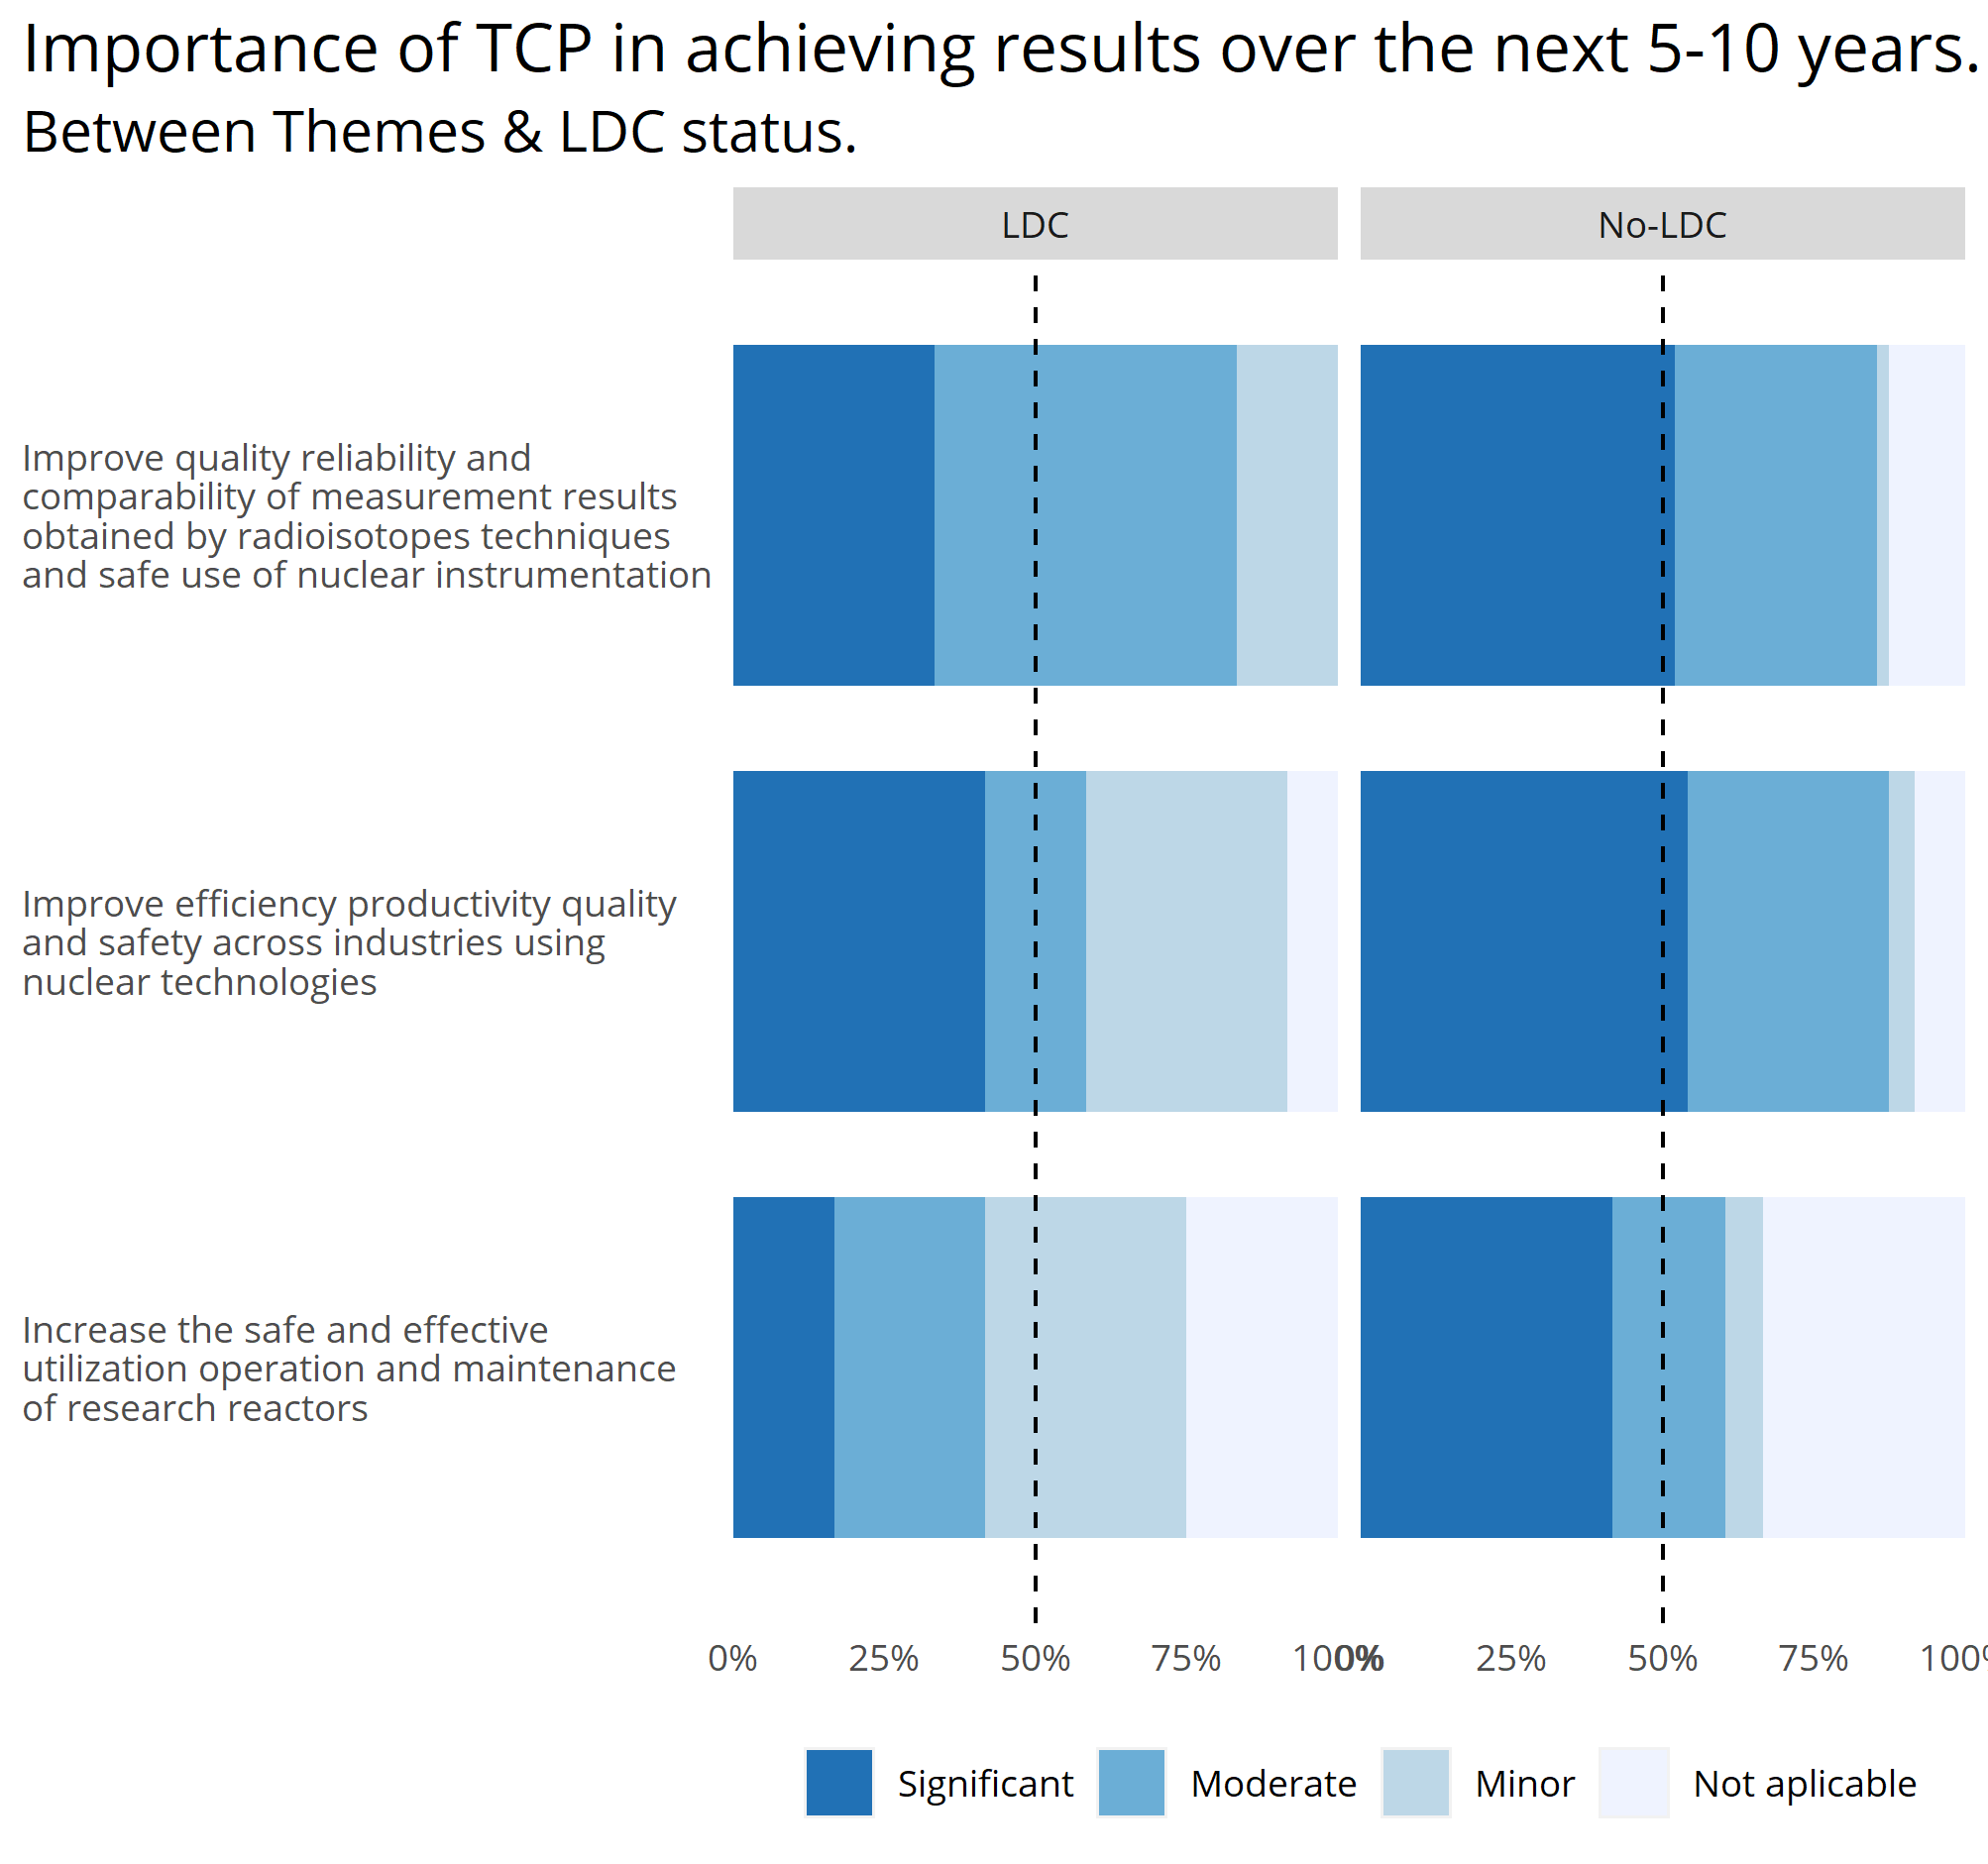 Importance of TCP in achieving results over the next 5-10 years.
Between Themes & LDC status.
LDC
No-LDC
Improve quality reliability and
comparability of measurement results
obtained by radioisotopes techniques
and safe use of nuclear instrumentation
Improve efficiency productivity quality
and safety across industries using
nuclear technologies
Increase the safe and effective
utilization operation and maintenance
of research reactors
0% 25% 50% 75% 100% 0% 25% 50% 75% 100%
Significant Moderate Minor Not aplicable